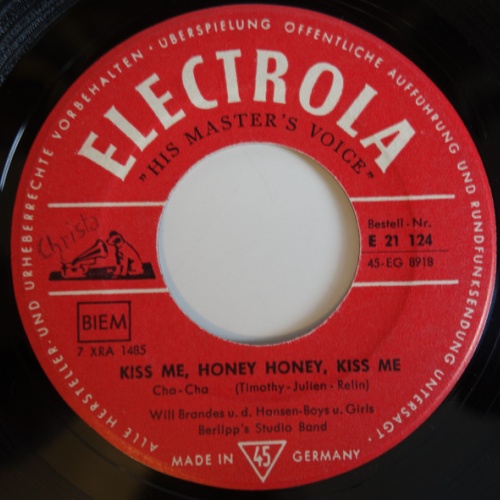 ALLE HERSTELLER- UND URHEBERRECHTE VORBEHALTEN · ÜBERSPIELUNG ÖFFENTLICHE AUFFÜHRUNG UND RUNDFUNKSENDUNG UNTERSAGT ·
ELECTROLA
„HIS MASTER'S VOICE”
Christa
Bestell-Nr.
E 21 124
45-EG 8918
BIEM
7 XRA 1485
KISS ME, HONEY HONEY, KISS ME
Cha-Cha (Timothy-Julien-Relin)
Will Brandes u. d. Hansen-Boys u. Girls
Berlipp's Studio Band
MADE IN 45 GERMANY